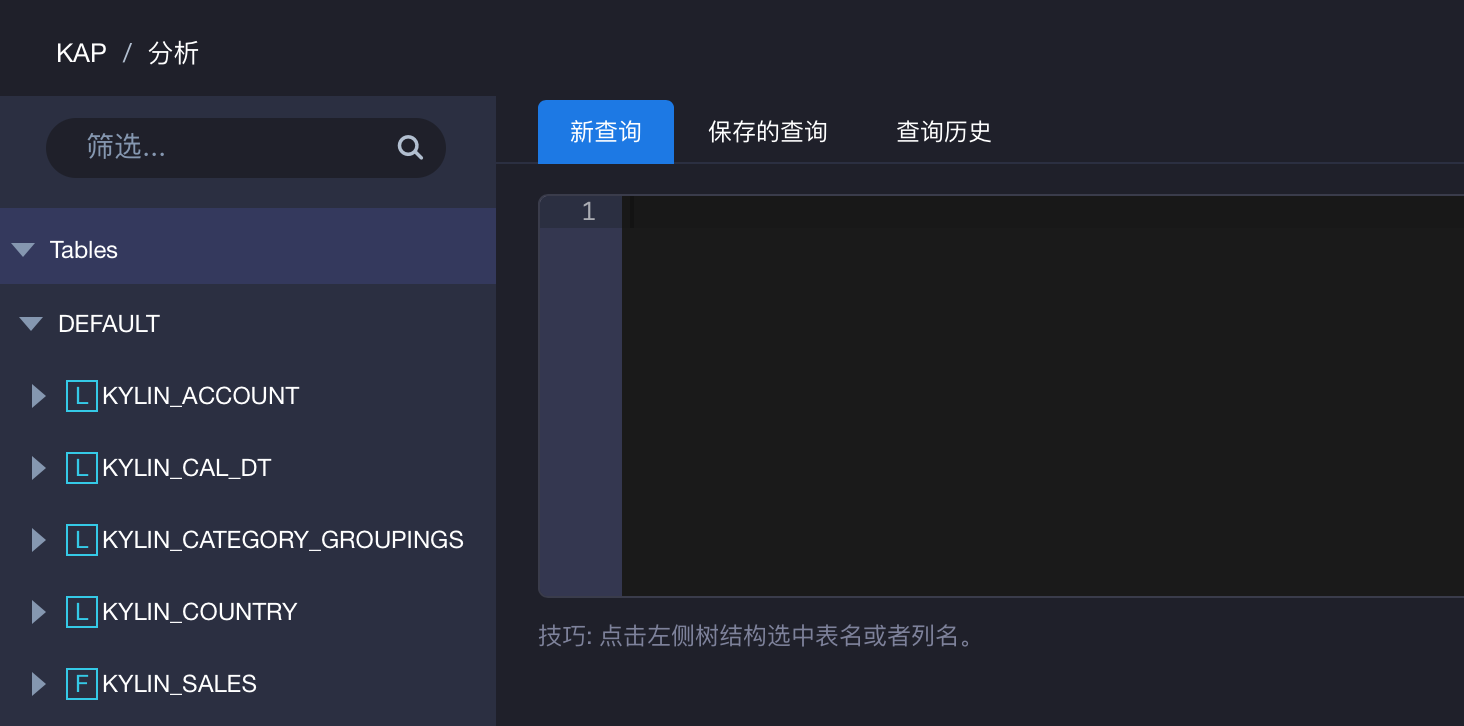 KAP / 分析
筛选...
Tables
DEFAULT
L KYLIN_ACCOUNT
L KYLIN_CAL_DT
L KYLIN_CATEGORY_GROUPINGS
L KYLIN_COUNTRY
F KYLIN_SALES
新查询 保存的查询 查询历史
1
技巧: 点击左侧树结构选中表名或者列名。